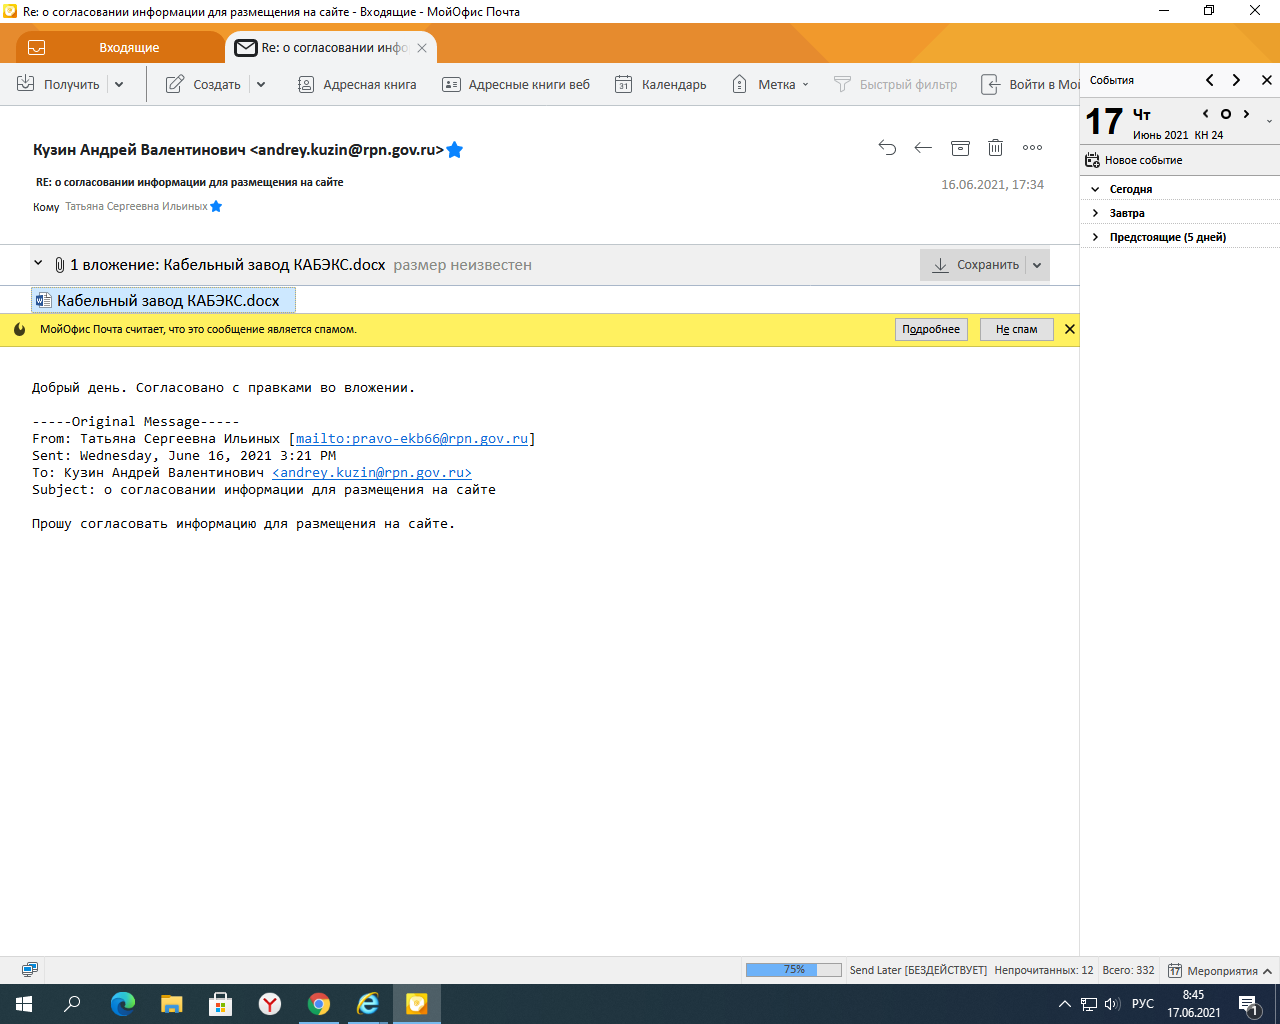 Re: о согласовании информации для размещения на сайте - Входящие - МойОфис Почта
Входящие
Re: о согласовании инфо
Получить
Создать
Адресная книга
Адресные книги веб
31
Календарь
Метка
Быстрый фильтр
Войти в Мой
События
17
Чт
Июнь 2021 КН 24
Новое событие
Сегодня
Завтра
Предстоящие (5 дней)
Кузин Андрей Валентинович <andrey.kuzin@rpn.gov.ru>
RE: о согласовании информации для размещения на сайте
16.06.2021, 17:34
Кому Татьяна Сергеевна Ильиных
1 вложение: Кабельный завод КАБЭКС.docx размер неизвестен
Сохранить
Кабельный завод КАБЭКС.docx
МойОфис Почта считает, что это сообщение является спамом.
Подробнее
Не спам
Добрый день. Согласовано с правками во вложении.
-----Original Message-----
From: Татьяна Сергеевна Ильиных [mailto:pravo-ekb66@rpn.gov.ru]
Sent: Wednesday, June 16, 2021 3:21 PM
To: Кузин Андрей Валентинович <andrey.kuzin@rpn.gov.ru>
Subject: о согласовании информации для размещения на сайте
Прошу согласовать информацию для размещения на сайте.
75%
Send Later [БЕЗДЕЙСТВУЕТ]
Непрочитанных: 12
Всего: 332
17
Мероприятия
РУС
8:45
17.06.2021
1